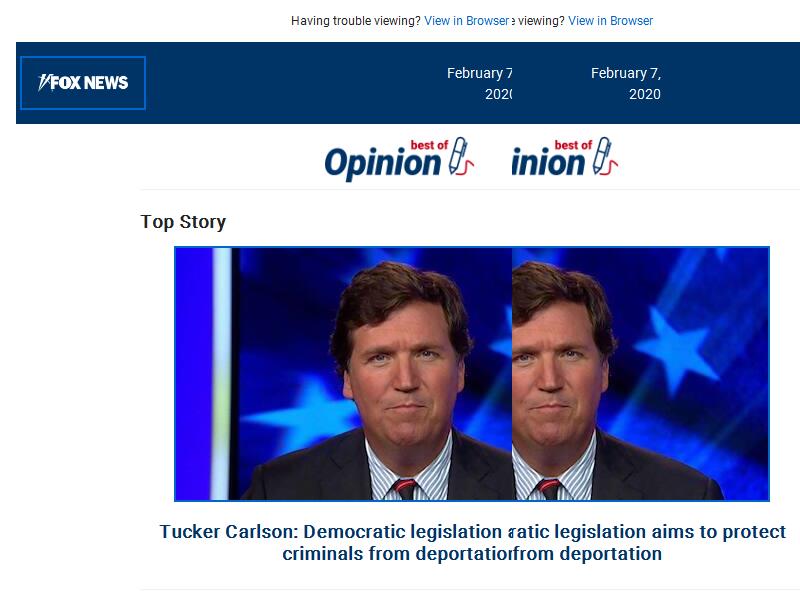 Having trouble viewing? View in Browser e viewing? View in Browser
FOX NEWS
February 7 February 7,
2020 2020
best of best of
Opinion inion
Top Story
Tucker Carlson: Democratic legislation ratic legislation aims to protect
criminals from deportation from deportation